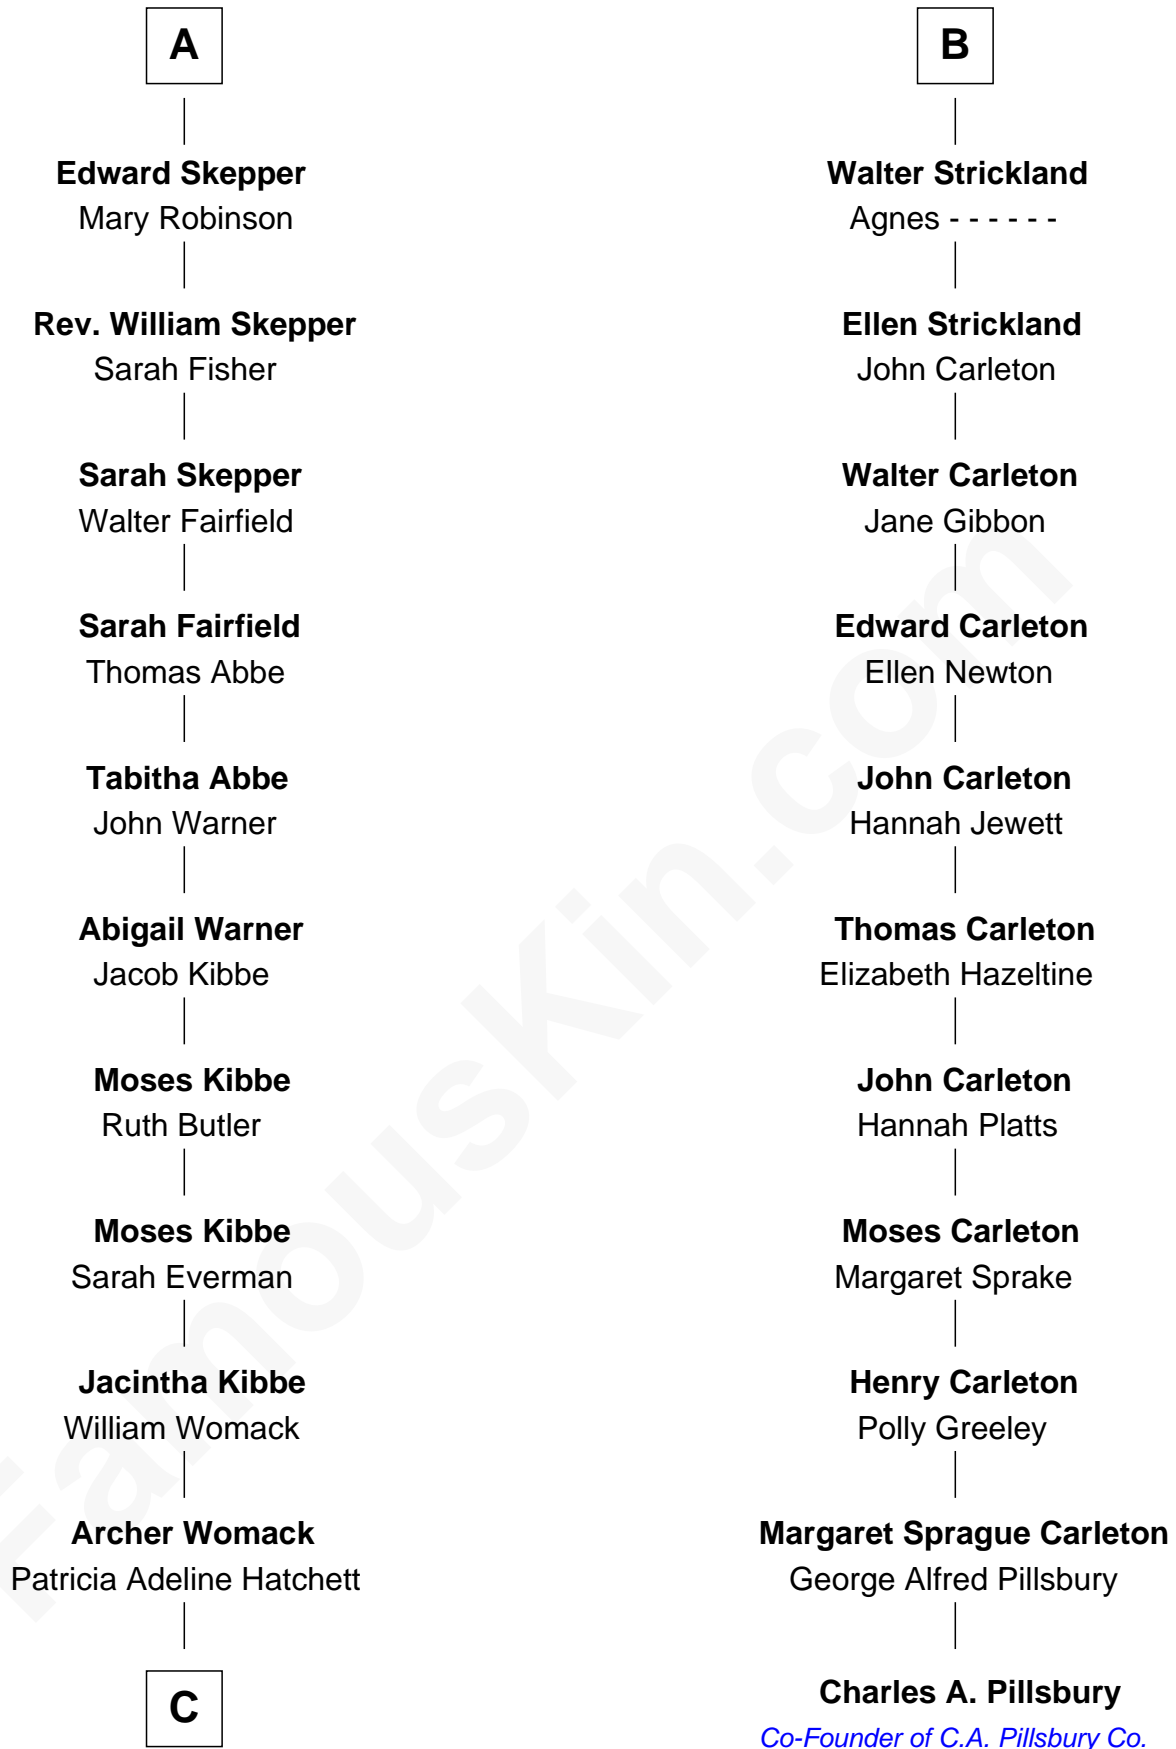 A
Edward Skepper
Mary Robinson
Rev. William Skepper
Sarah Fisher
Sarah Skepper
Walter Fairfield
Sarah Fairfield
Thomas Abbe
Tabitha Abbe
John Warner
Abigail Warner
Jacob Kibbe
Moses Kibbe
Ruth Butler
Moses Kibbe
Sarah Everman
Jacintha Kibbe
William Womack
Archer Womack
Patricia Adeline Hatchett
C
B
Walter Strickland
Agnes - - - - - -
Ellen Strickland
John Carleton
Walter Carleton
Jane Gibbon
Edward Carleton
Ellen Newton
John Carleton
Hannah Jewett
Thomas Carleton
Elizabeth Hazeltine
John Carleton
Hannah Platts
Moses Carleton
Margaret Sprake
Henry Carleton
Polly Greeley
Margaret Sprague Carleton
George Alfred Pillsbury
Charles A. Pillsbury
Co-Founder of C.A. Pillsbury Co.
FamousKin.com